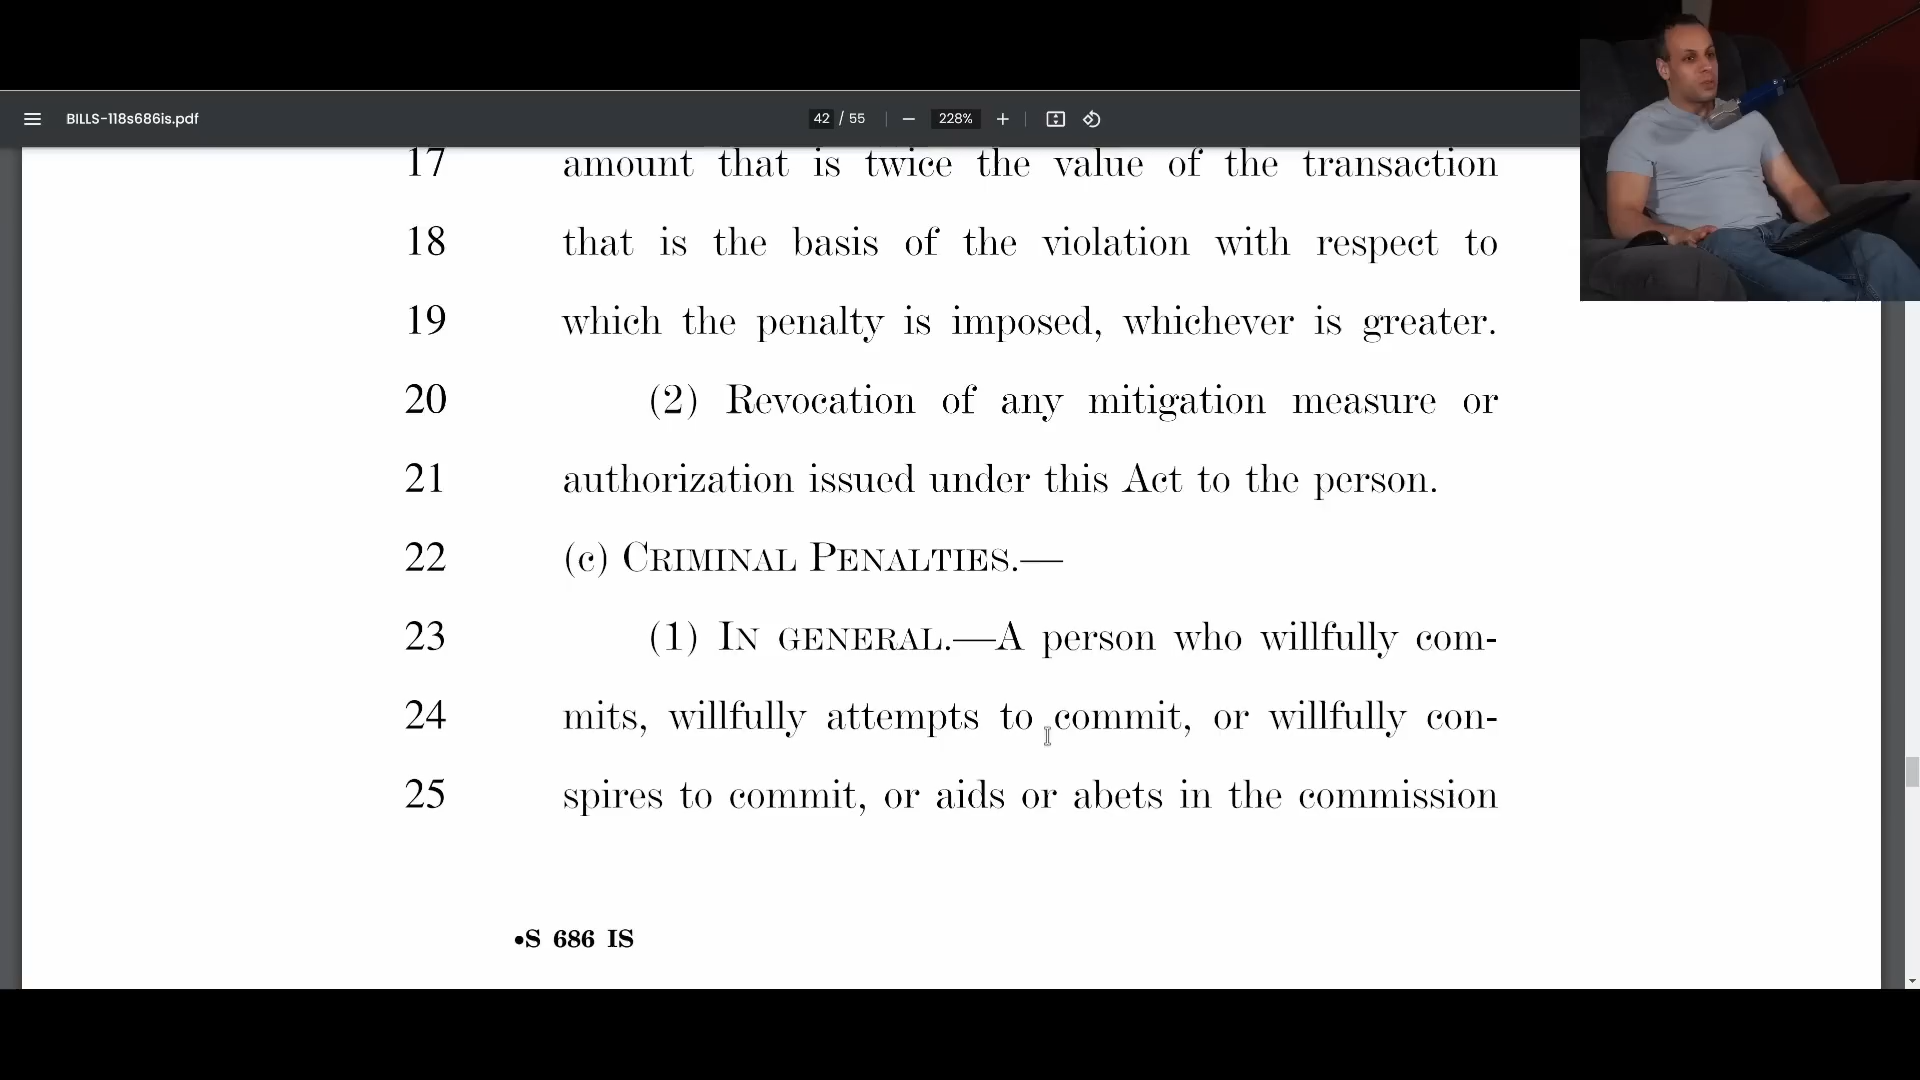 BILLS-118s686is.pdf
42 / 55
228%
17 amount that is twice the value of the transaction
18 that is the basis of the violation with respect to
19 which the penalty is imposed, whichever is greater.
20 (2) Revocation of any mitigation measure or
21 authorization issued under this Act to the person.
22 (c) CRIMINAL PENALTIES.—
23 (1) IN GENERAL.—A person who willfully com-
24 mits, willfully attempts to commit, or willfully con-
25 spires to commit, or aids or abets in the commission
•S 686 IS